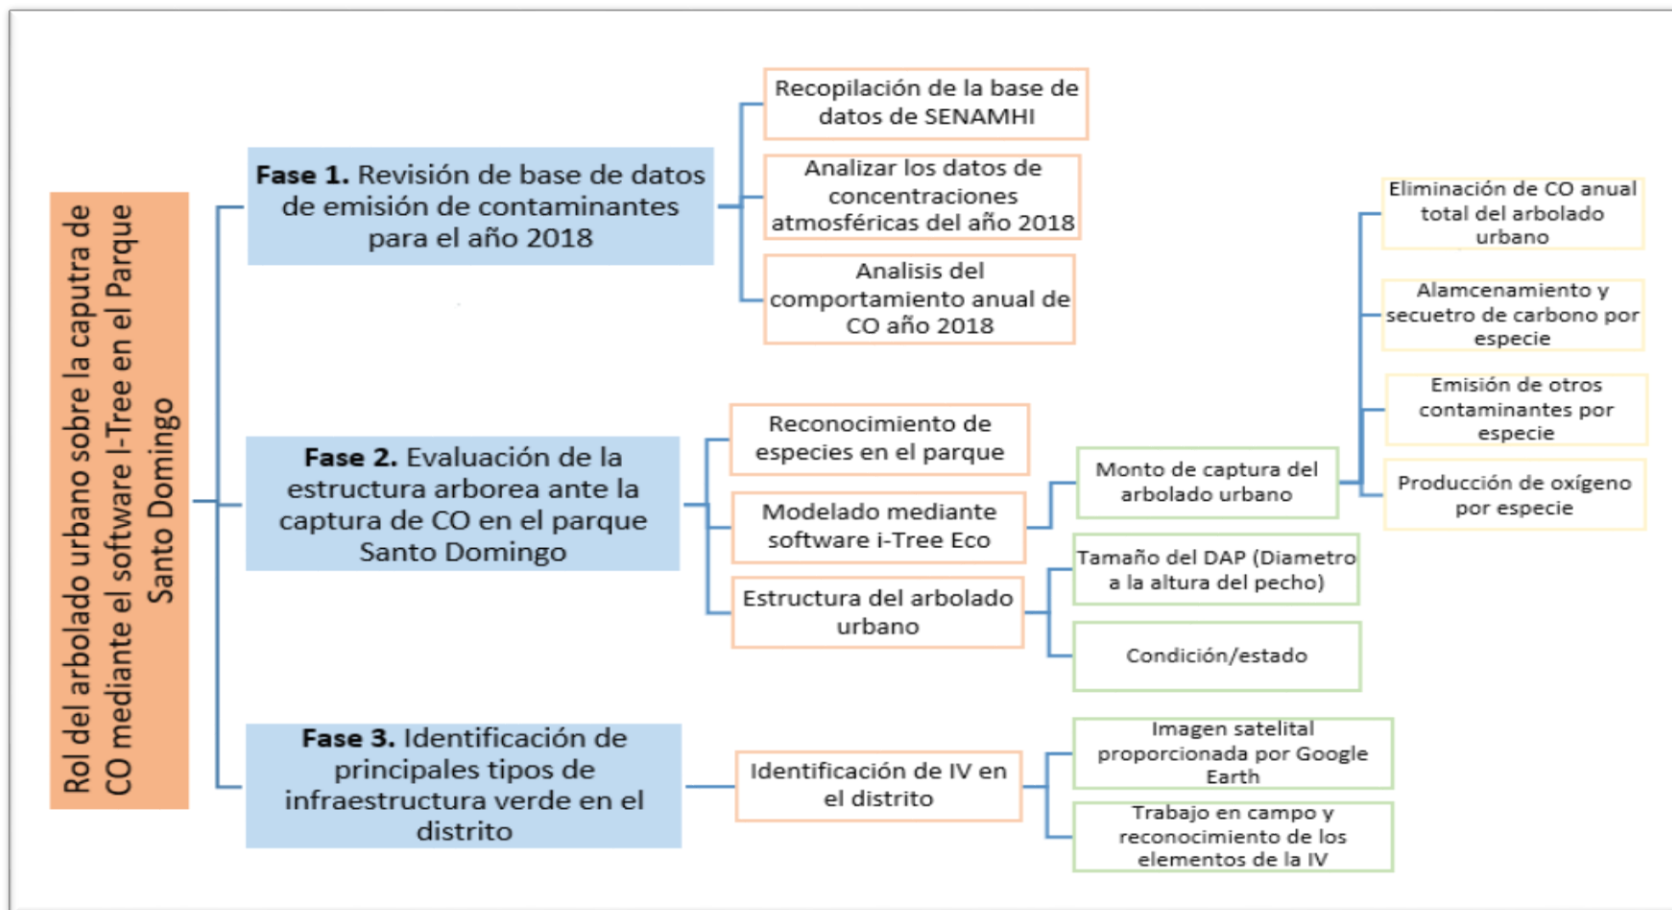 Rol del arbolado urbano sobre la caputra de
CO mediante el software I-Tree en el Parque
Santo Domingo
Fase 1. Revisión de base de datos
de emisión de contaminantes
para el año 2018
Recopilación de la base de
datos de SENAMHI
Analizar los datos de
concentraciones
atmosféricas del año 2018
Analisis del
comportamiento anual de
CO año 2018
Fase 2. Evaluación de la
estructura arborea ante la
captura de CO en el parque
Santo Domingo
Reconocimiento de
especies en el parque
Modelado mediante
software i-Tree Eco
Monto de captura del
arbolado urbano
Eliminación de CO anual
total del arbolado
urbano
Alamcenamiento y
secuetro de carbono por
especie
Emisión de otros
contaminantes por
especie
Producción de oxígeno
por especie
Estructura del arbolado
urbano
Tamaño del DAP (Diametro
a la altura del pecho)
Condición/estado
Fase 3. Identificación de
principales tipos de
infraestructura verde en el
distrito
Identificación de IV en
el distrito
Imagen satelital
proporcionada por Google
Earth
Trabajo en campo y
reconocimiento de los
elementos de la IV